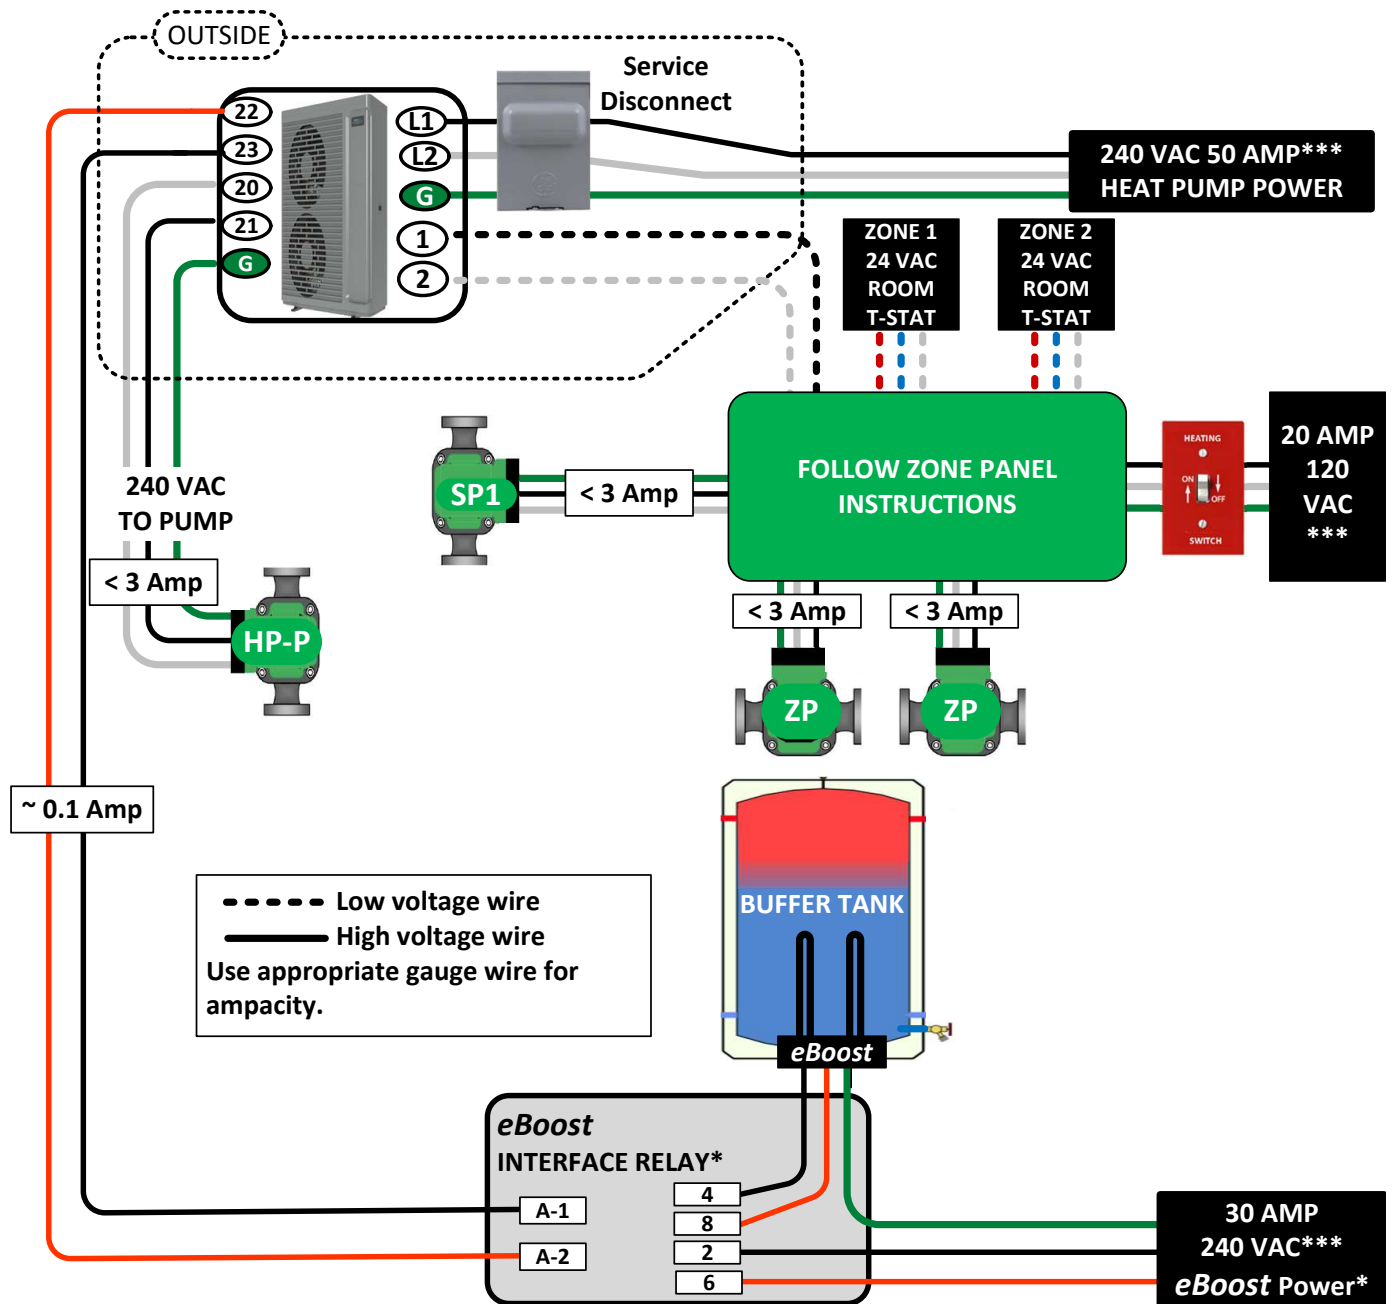 OUTSIDE
Service
Disconnect
22
23
20
21
G
L1
L2
G
1
2
240 VAC 50 AMP***
HEAT PUMP POWER
ZONE 1
24 VAC
ROOM
T-STAT
ZONE 2
24 VAC
ROOM
T-STAT
240 VAC
TO PUMP
< 3 Amp
HP-P
SP1
< 3 Amp
FOLLOW ZONE PANEL
INSTRUCTIONS
HEATING
ON
OFF
SWITCH
20 AMP
120
VAC
***
< 3 Amp
< 3 Amp
ZP
ZP
~ 0.1 Amp
Low voltage wire
High voltage wire
Use appropriate gauge wire for
ampacity.
BUFFER TANK
eBoost
eBoost
INTERFACE RELAY*
A-1
A-2
4
8
2
6
30 AMP
240 VAC***
eBoost Power*